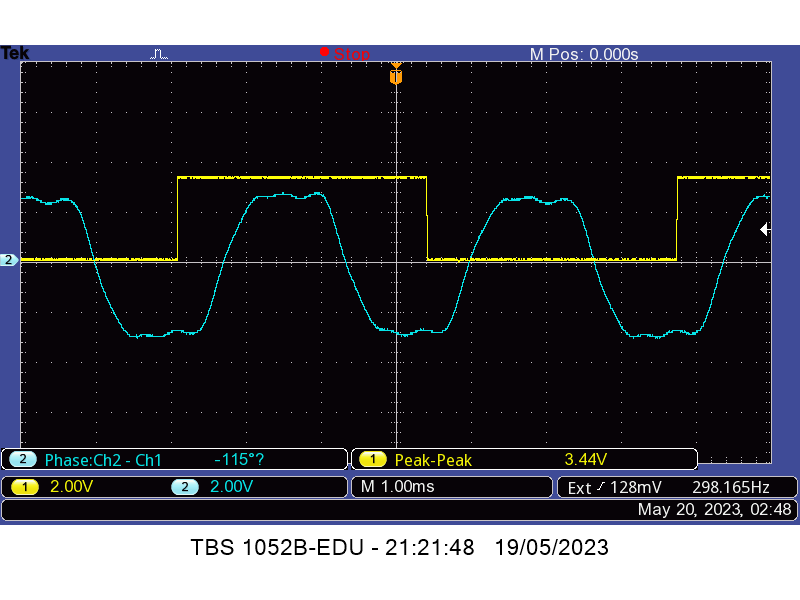 Tek Stop M Pos: 0.000s
T
2
2 Phase:Ch2 - Ch1 -115°? 1 Peak-Peak 3.44V
1 2.00V 2 2.00V M 1.00ms Ext 128mV 298.165Hz
May 20, 2023, 02:48
TBS 1052B-EDU - 21:21:48 19/05/2023